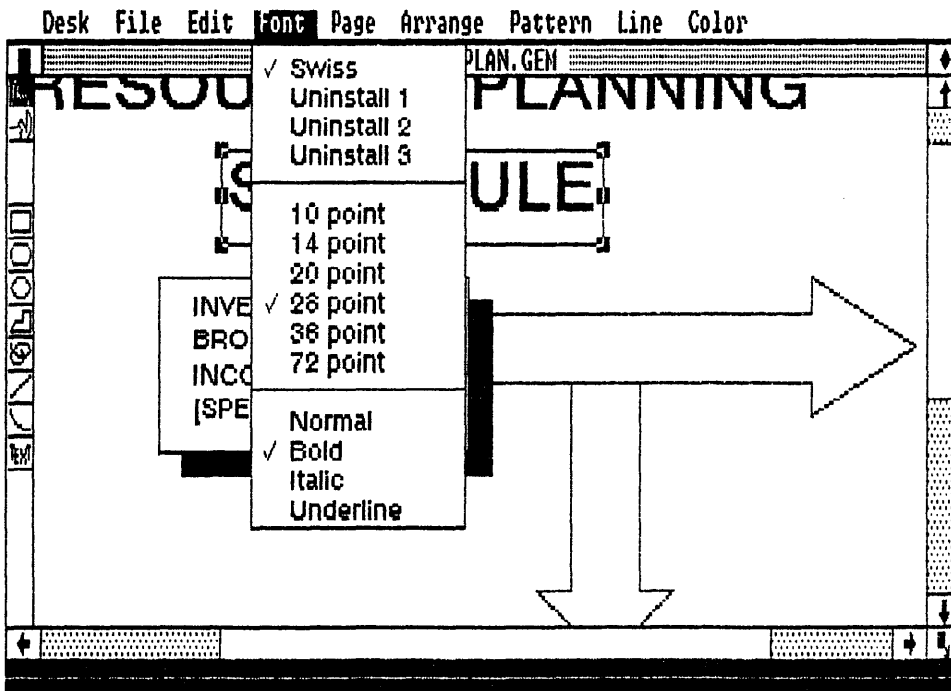 Desk File Edit Font Page Arrange Pattern Line Color
PLAN.GEM
RESOU PLANNING
S ULE
✓ Swiss
Uninstall 1
Uninstall 2
Uninstall 3
10 point
14 point
20 point
✓ 28 point
36 point
72 point
Normal
✓ Bold
Italic
Underline
INVE
BRO
INCO
[SPE
TEXT